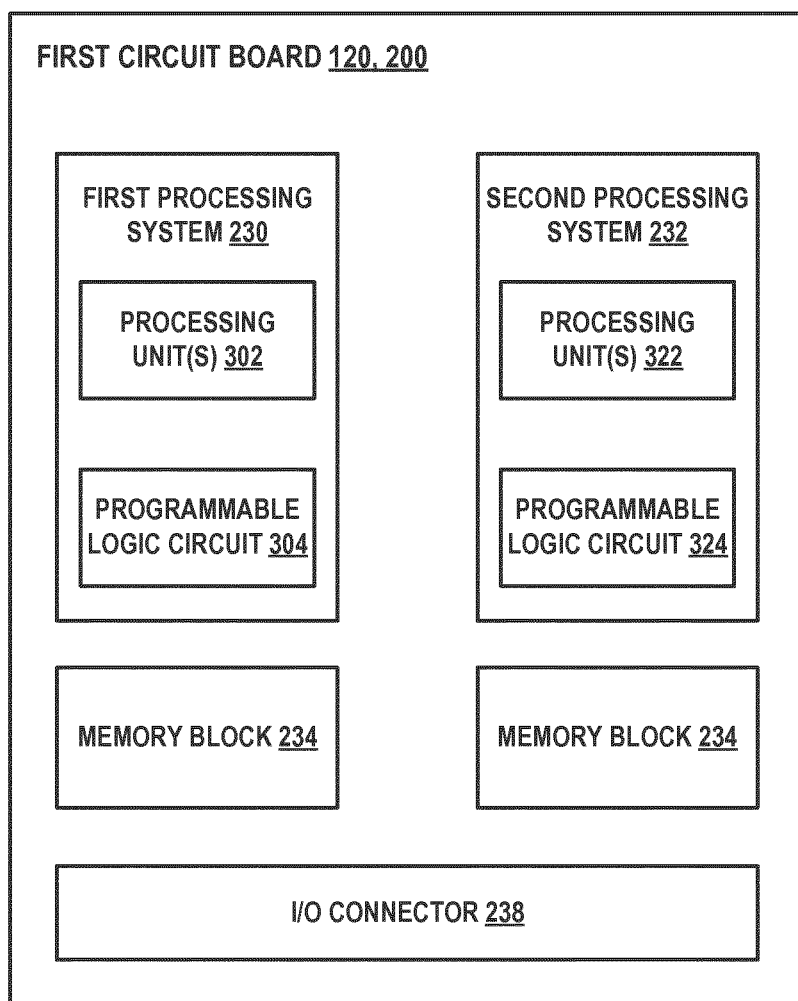 FIRST CIRCUIT BOARD 120, 200
FIRST PROCESSING
SYSTEM 230
PROCESSING
UNIT(S) 302
PROGRAMMABLE
LOGIC CIRCUIT 304
SECOND PROCESSING
SYSTEM 232
PROCESSING
UNIT(S) 322
PROGRAMMABLE
LOGIC CIRCUIT 324
MEMORY BLOCK 234
MEMORY BLOCK 234
I/O CONNECTOR 238